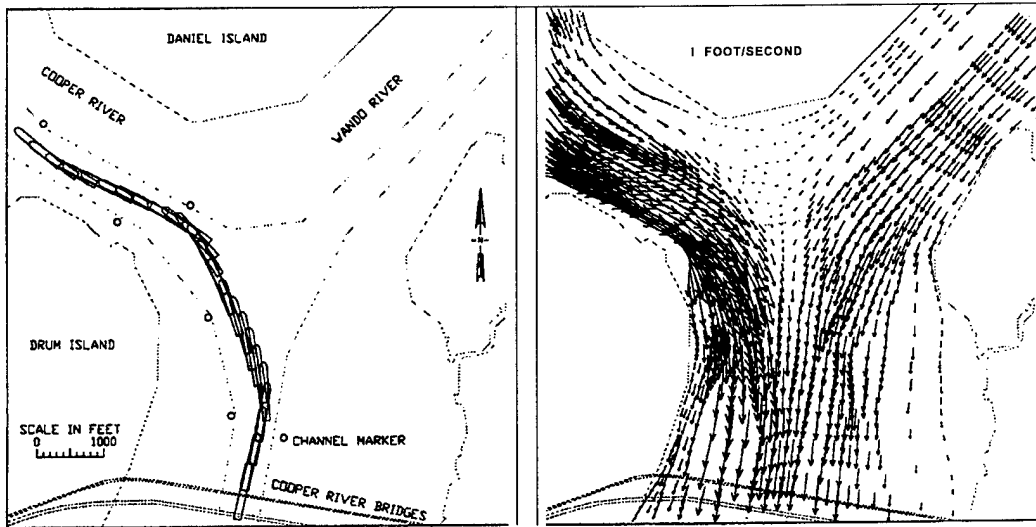 DANIEL ISLAND
COOPER RIVER
WANDO RIVER
N
DRUM ISLAND
SCALE IN FEET
0 1000
CHANNEL MARKER
COOPER RIVER BRIDGES
1 FOOT/SECOND